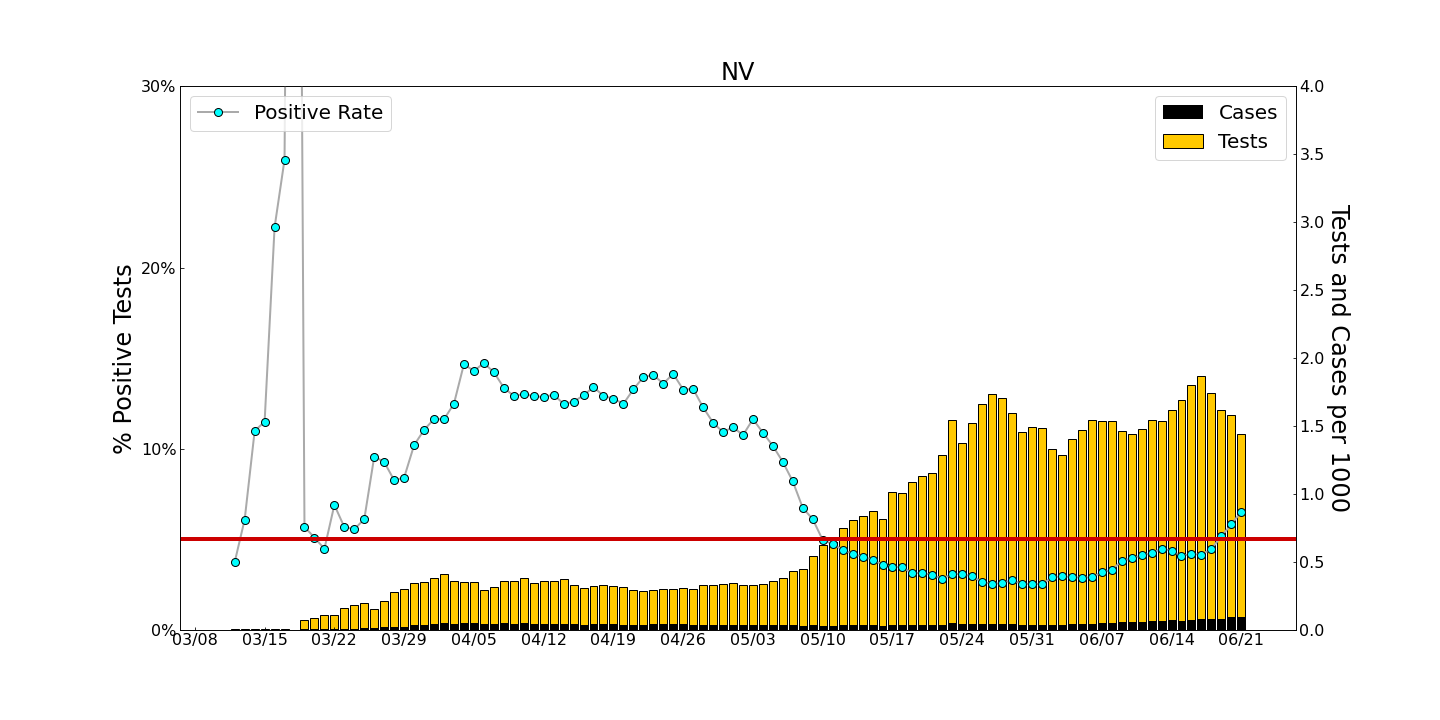 NV
Positive Rate
Cases
Tests
% Positive Tests
30%
20%
10%
0%
Tests and Cases per 1000
4.0
3.5
3.0
2.5
2.0
1.5
1.0
0.5
0.0
03/08 03/15 03/22 03/29 04/05 04/12 04/19 04/26 05/03 05/10 05/17 05/24 05/31 06/07 06/14 06/21